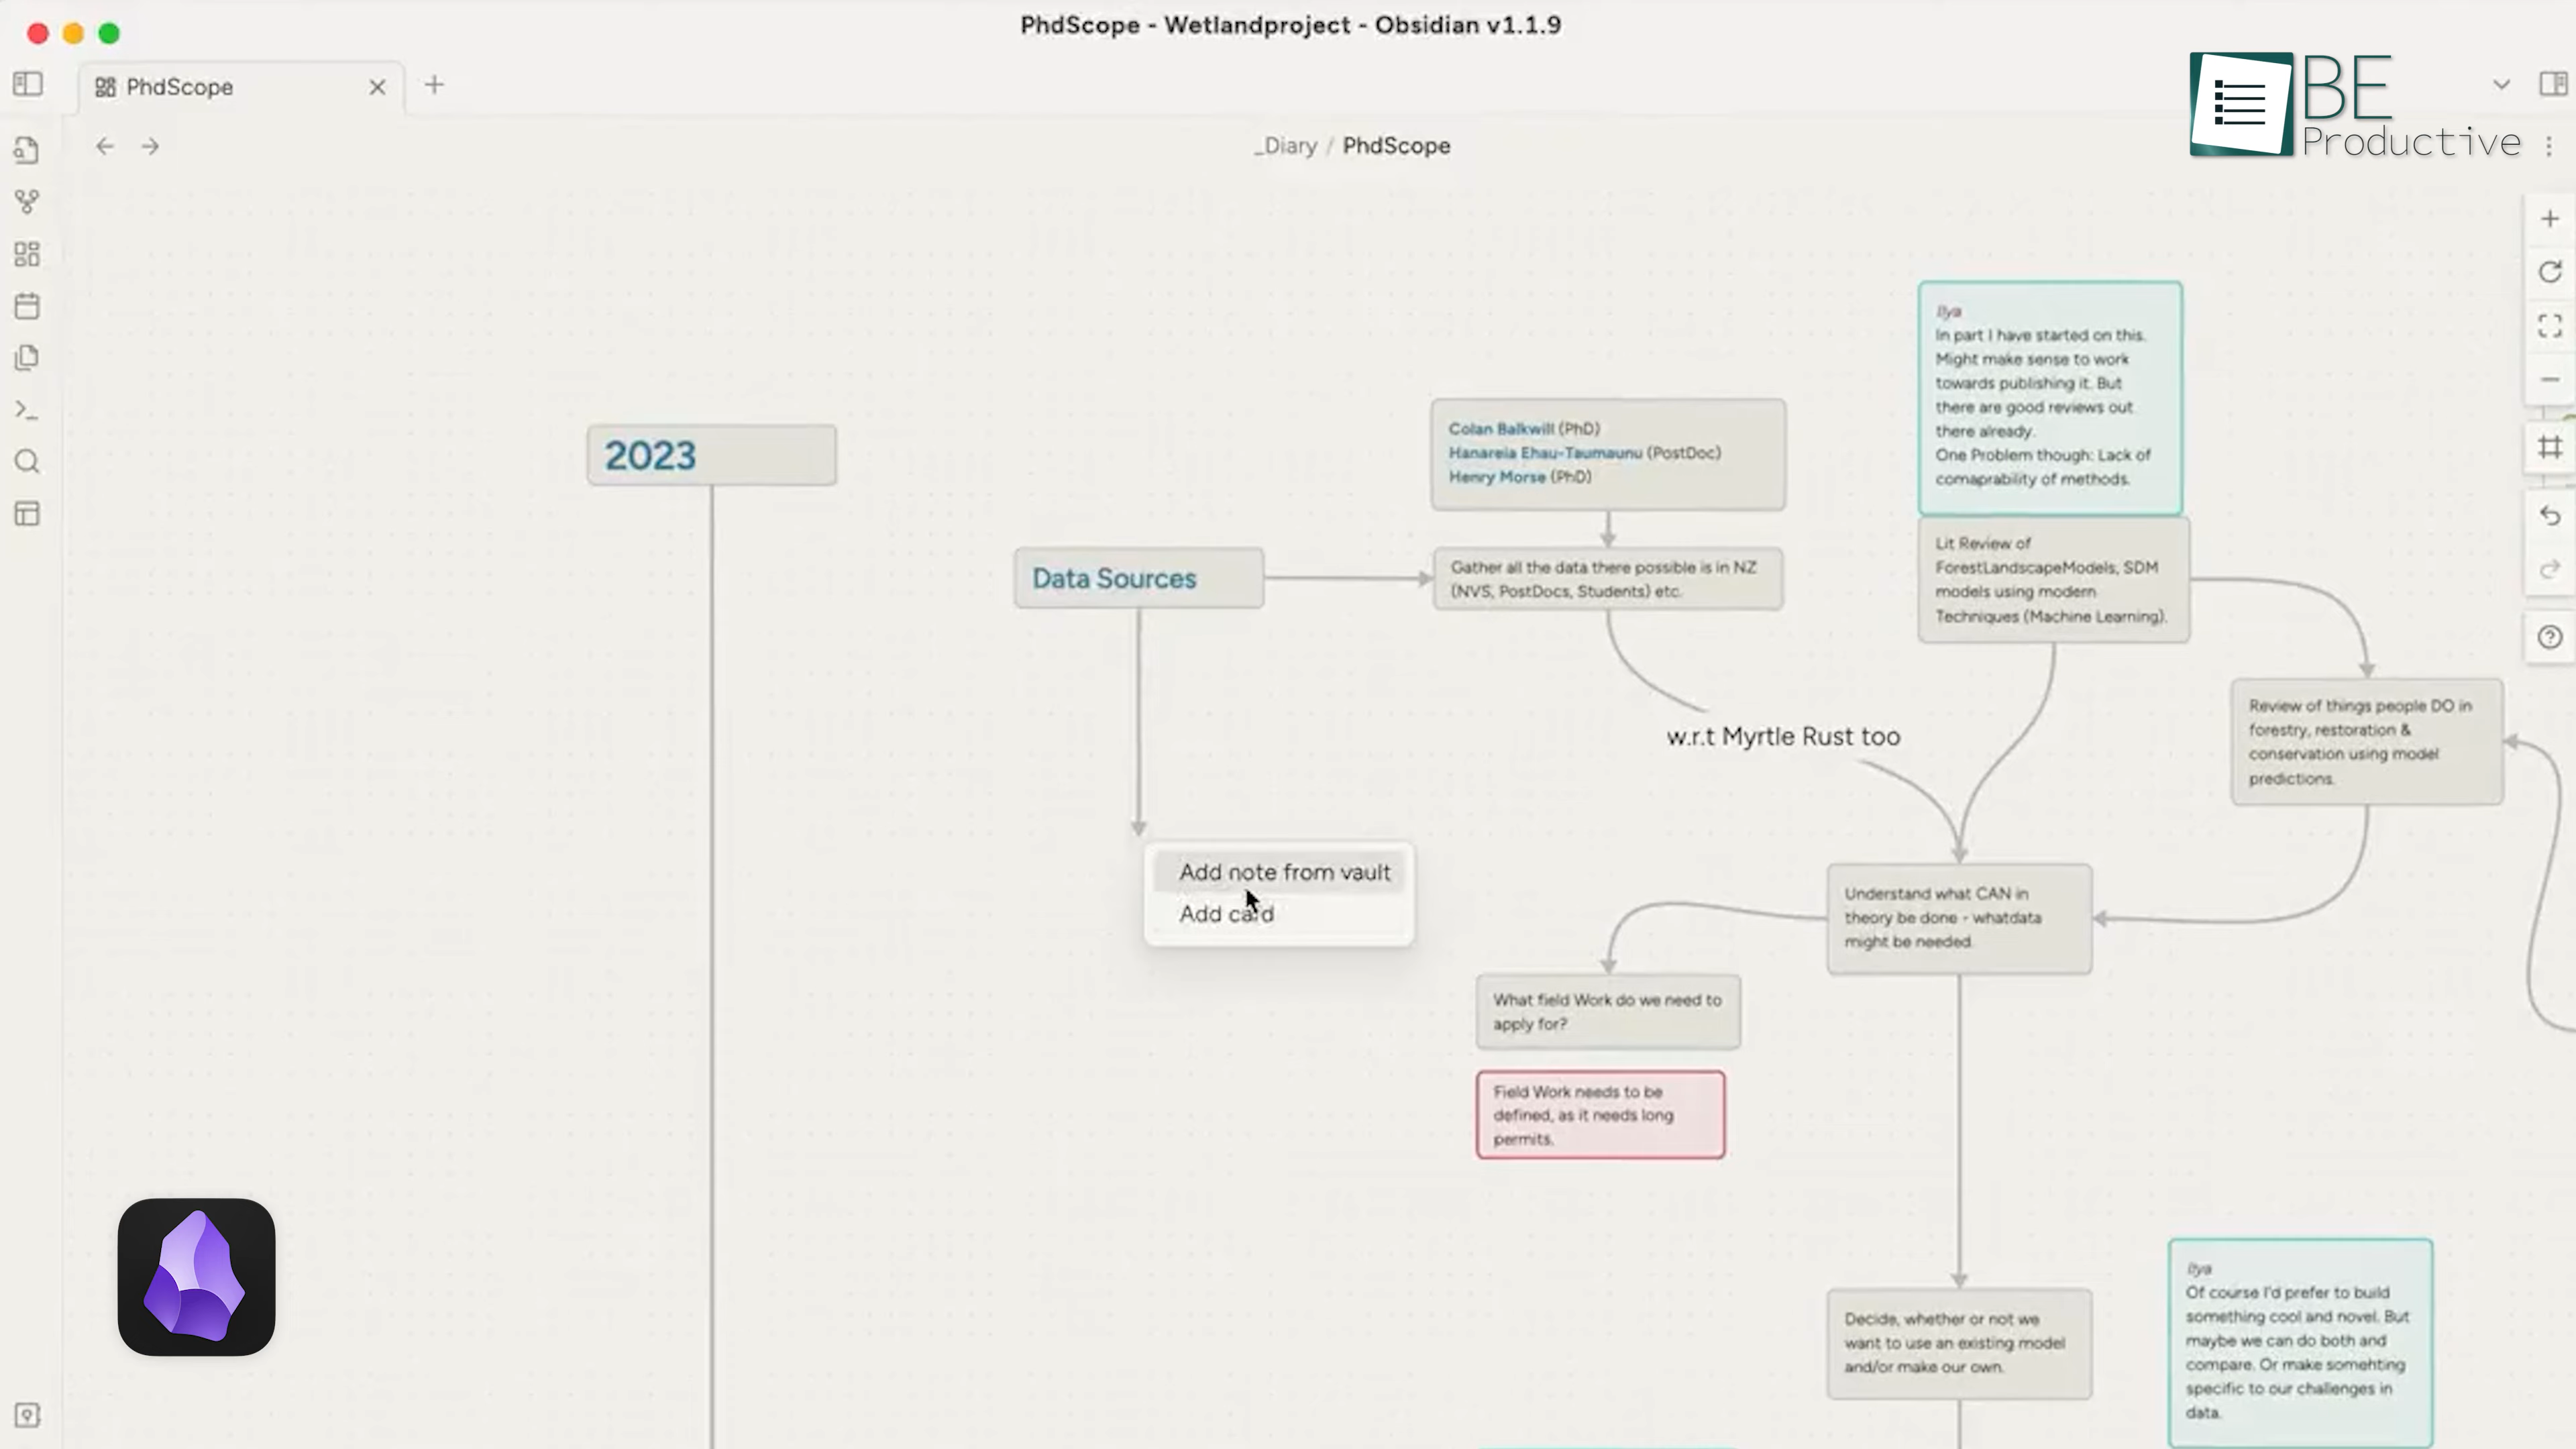 PhdScope - Wetlandproject - Obsidian v1.1.9
PhdScope
BE
Productive
_Diary / PhdScope
2023
Data Sources
Add note from vault
Add card
Colan Balkwill (PhD)
Hanareia Ehau-Taumaunu (PostDoc)
Henry Morse (PhD)
Gather all the data there possible is in NZ
(NVS, PostDocs, Students) etc.
w.r.t Myrtle Rust too
Ilya
In part I have started on this.
Might make sense to work
towards publishing it. But
there are good reviews out
there already.
One Problem though: Lack of
comaprability of methods.
Lit Review of
ForestLandscapeModels, SDM
models using modern
Techniques (Machine Learning).
Review of things people DO in
forestry, restoration &
conservation using model
predictions.
Understand what CAN in
theory be done - whatdata
might be needed.
What field Work do we need to
apply for?
Field Work needs to be
defined, as it needs long
permits.
Decide, whether or not we
want to use an existing model
and/or make our own.
Ilya
Of course I'd prefer to build
something cool and novel. But
maybe we can do both and
compare. Or make somehting
specific to our challenges in
data.